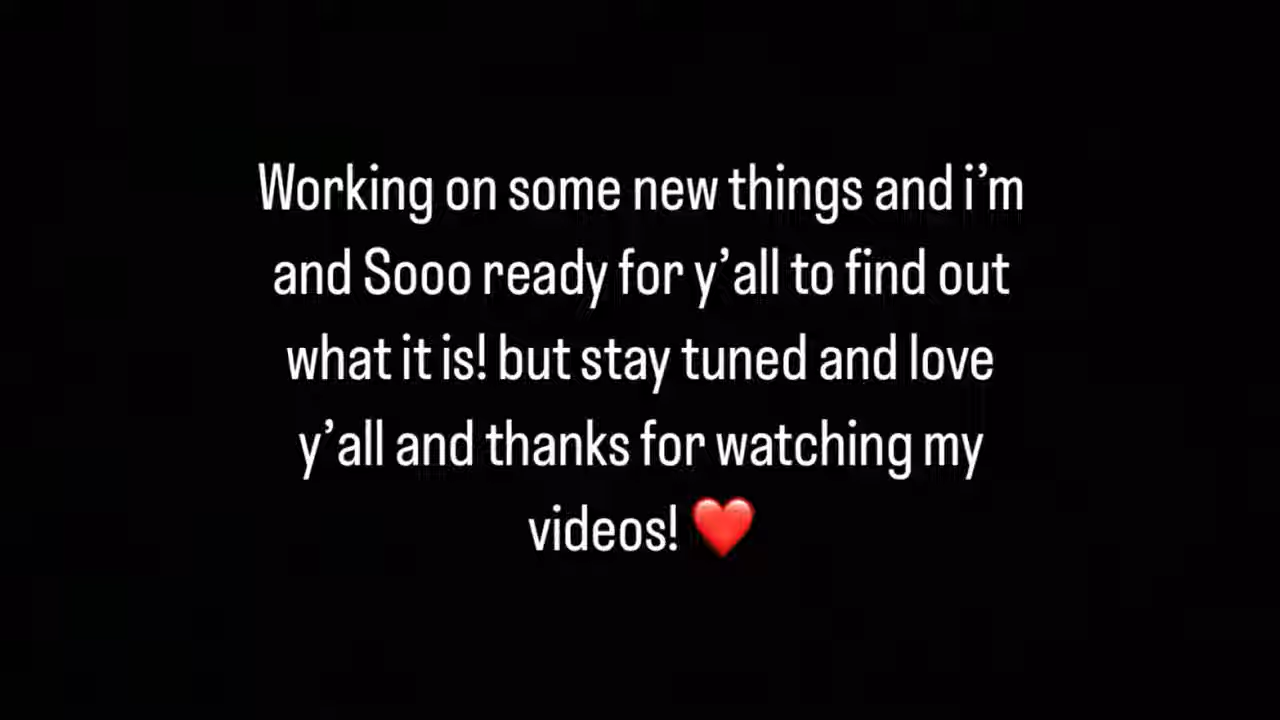 Working on some new things and i’m
and Sooo ready for y’all to find out
what it is! but stay tuned and love
y’all and thanks for watching my
videos! ❤️